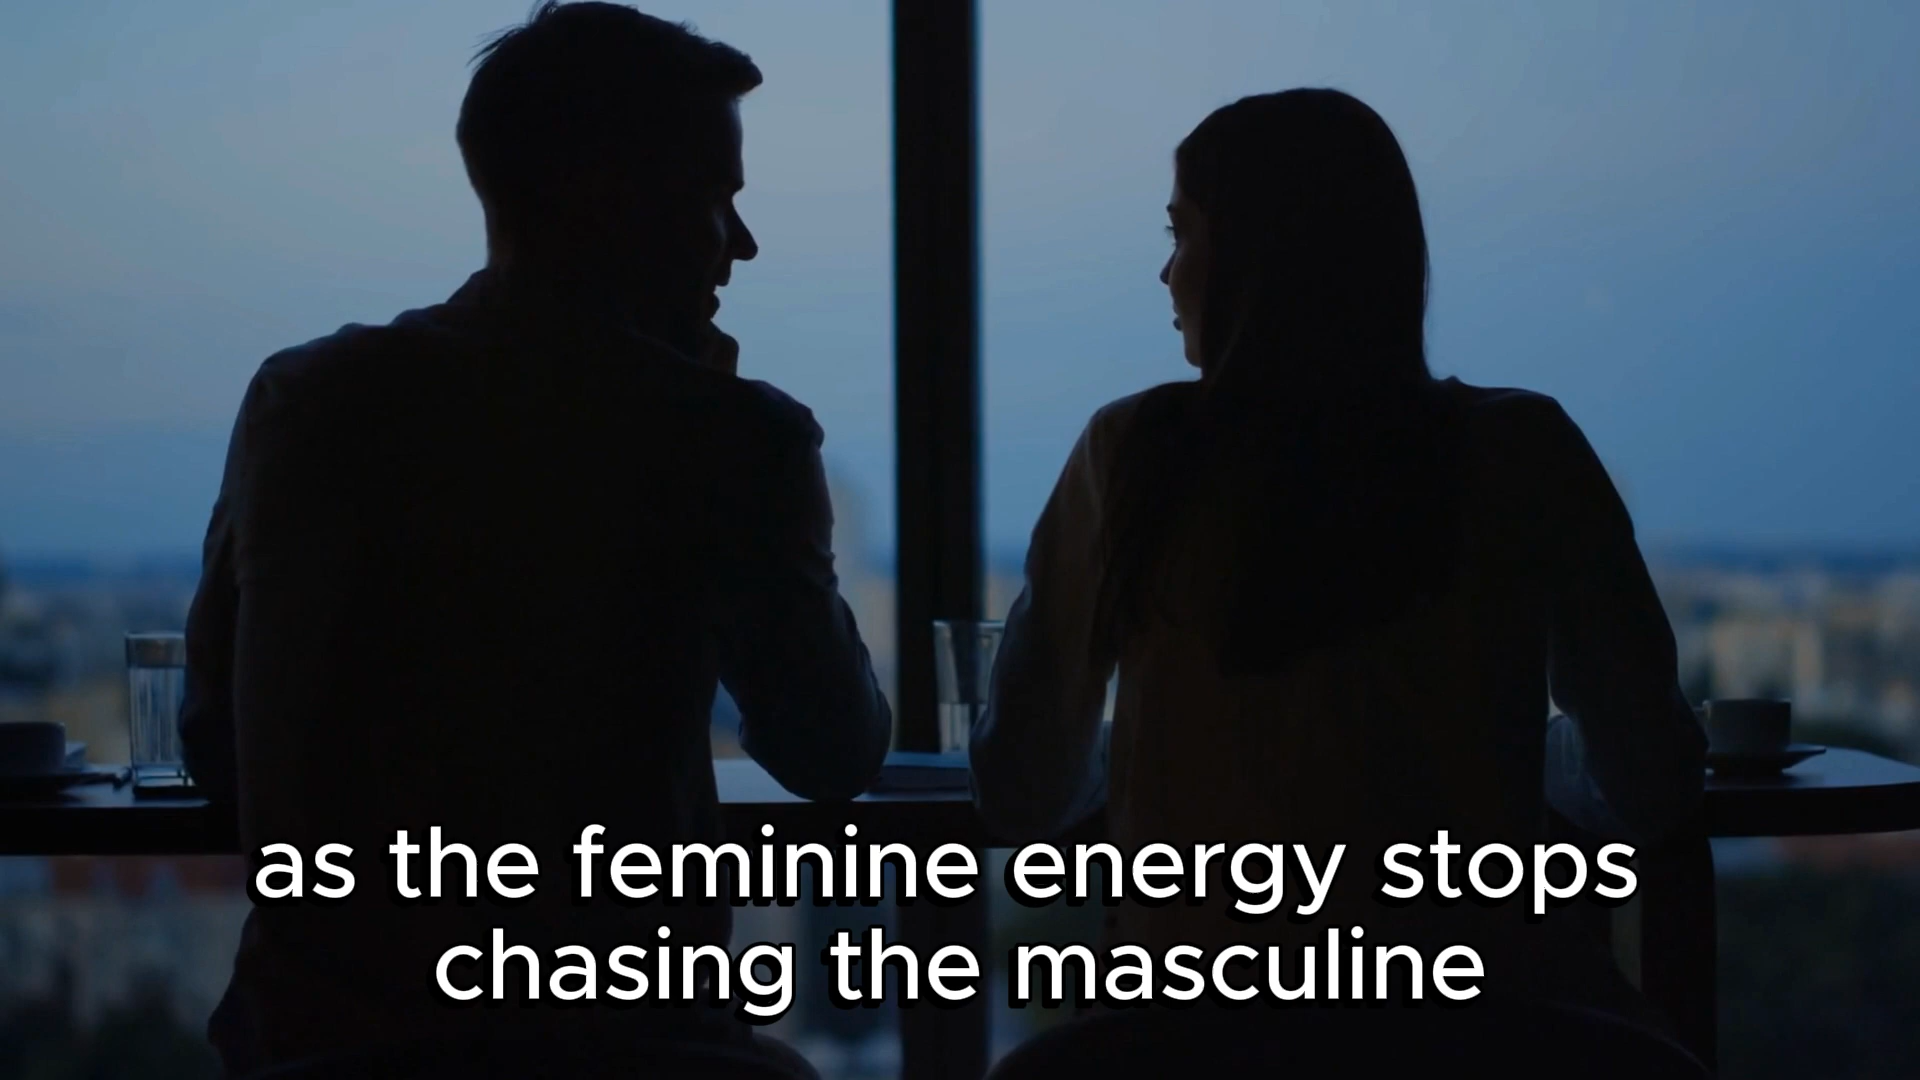 as the feminine energy stops
chasing the masculine